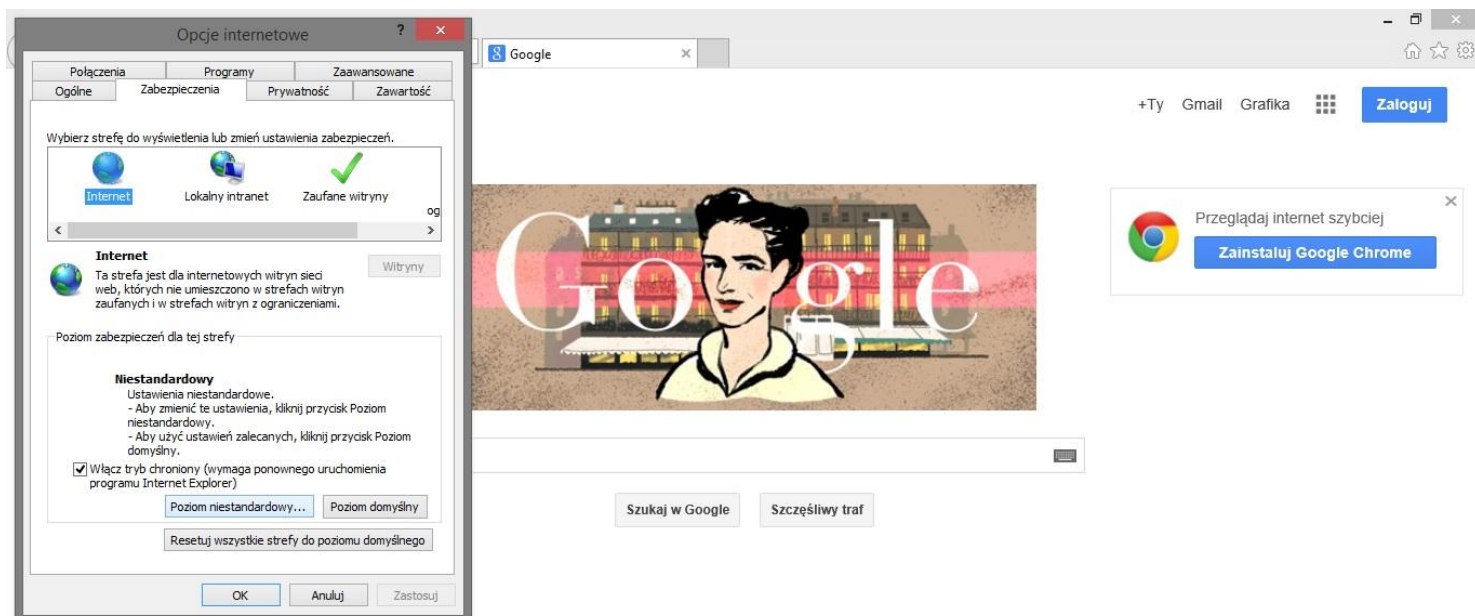 Opcje internetowe
?
Google
Połączenia
Programy
Zaawansowane
Ogólne
Zabezpieczenia
Prywatność
Zawartość
Wybierz strefę do wyświetlenia lub zmień ustawienia zabezpieczeń.
Internet
Lokalny intranet
Zaufane witryny
og
Internet
Witryny
Ta strefa jest dla internetowych witryn sieci
web, których nie umieszczono w strefach witryn
zaufanych i w strefach witryn z ograniczeniami.
Poziom zabezpieczeń dla tej strefy
Niestandardowy
Ustawienia niestandardowe.
- Aby zmienić te ustawienia, kliknij przycisk Poziom
niestandardowy.
- Aby użyć ustawień zalecanych, kliknij przycisk Poziom
domyślny.
Włącz tryb chroniony (wymaga ponownego uruchomienia
programu Internet Explorer)
Poziom niestandardowy...
Poziom domyślny
Resetuj wszystkie strefy do poziomu domyślnego
OK
Anuluj
Zastosuj
+Ty
Gmail
Grafika
Zaloguj
Google
Przeglądaj internet szybciej
Zainstaluj Google Chrome
Szukaj w Google
Szczęśliwy traf